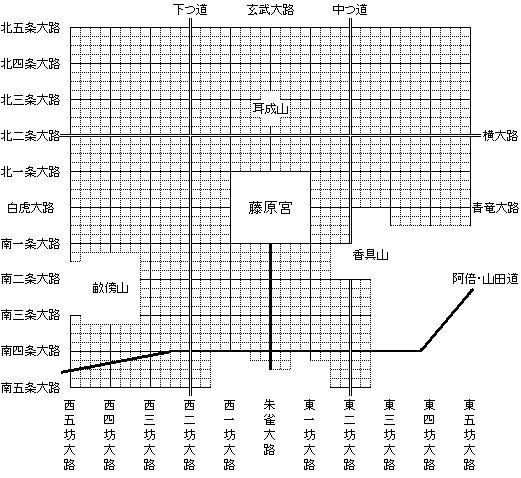 下つ道
玄武大路
中つ道
北五条大路
北四条大路
北三条大路
耳成山
北二条大路
横大路
北一条大路
白虎大路
藤原宮
青竜大路
南一条大路
香具山
南二条大路
畝傍山
阿倍・山田道
南三条大路
南四条大路
南五条大路
西五坊大路
西四坊大路
西三坊大路
西二坊大路
西一坊大路
朱雀大路
東一坊大路
東二坊大路
東三坊大路
東四坊大路
東五坊大路